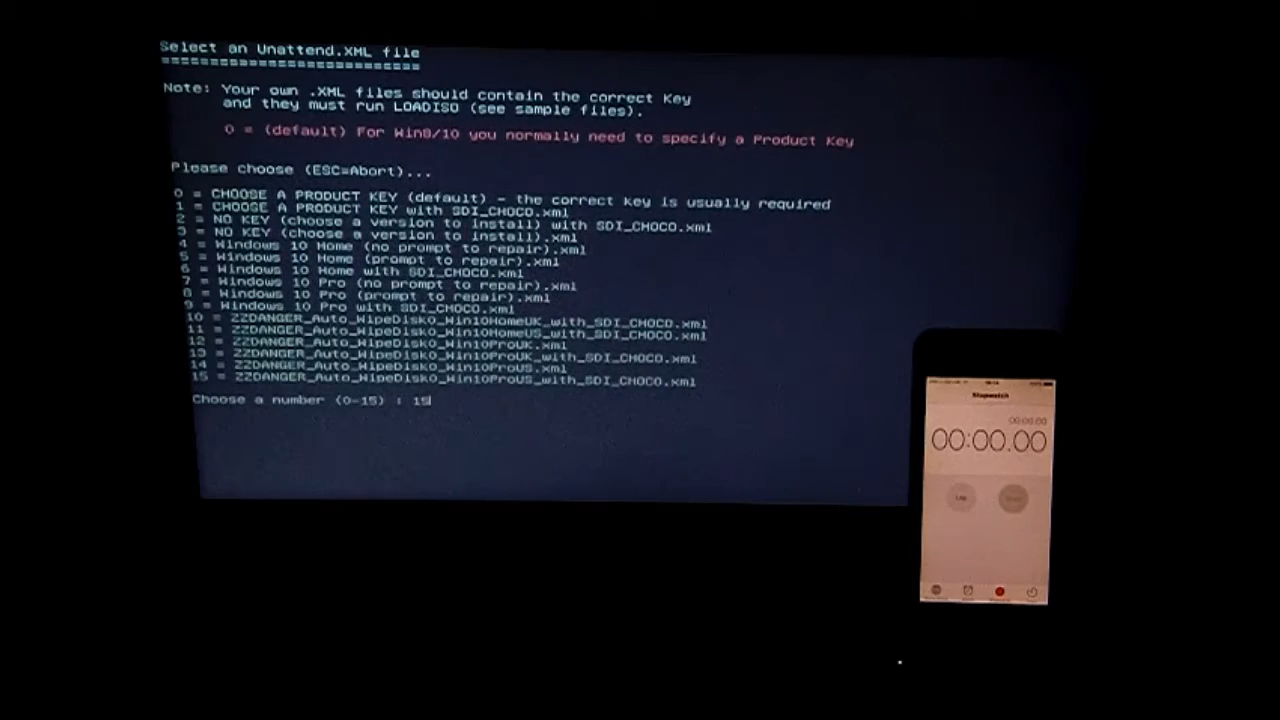 Select an Unattend.XML file
===========================
Note: Your own .XML files should contain the correct Key
and they must run LOADISO (see sample files).
0 = (default) For Win8/10 you normally need to specify a Product Key
Please choose (ESC=Abort)...
0 = CHOOSE A PRODUCT KEY (default) - the correct key is usually required
1 = CHOOSE A PRODUCT KEY with SDI_CHOCO.xml
2 = NO KEY (choose a version to install) with SDI_CHOCO.xml
3 = NO KEY (choose a version to install).xml
4 = Windows 10 Home (no prompt to repair).xml
5 = Windows 10 Home (prompt to repair).xml
6 = Windows 10 Home with SDI_CHOCO.xml
7 = Windows 10 Pro (no prompt to repair).xml
8 = Windows 10 Pro (prompt to repair).xml
9 = Windows 10 Pro with SDI_CHOCO.xml
10 = ZZDANGER_Auto_WipeDisk0_Win10HomeUK_with_SDI_CHOCO.xml
11 = ZZDANGER_Auto_WipeDisk0_Win10HomeUS_with_SDI_CHOCO.xml
12 = ZZDANGER_Auto_WipeDisk0_Win10ProUK.xml
13 = ZZDANGER_Auto_WipeDisk0_Win10ProUK_with_SDI_CHOCO.xml
14 = ZZDANGER_Auto_WipeDisk0_Win10ProUS.xml
15 = ZZDANGER_Auto_WipeDisk0_Win10ProUS_with_SDI_CHOCO.xml
Choose a number (0-15) : 15
Stopwatch
00:00.00
00:00.00
Lap